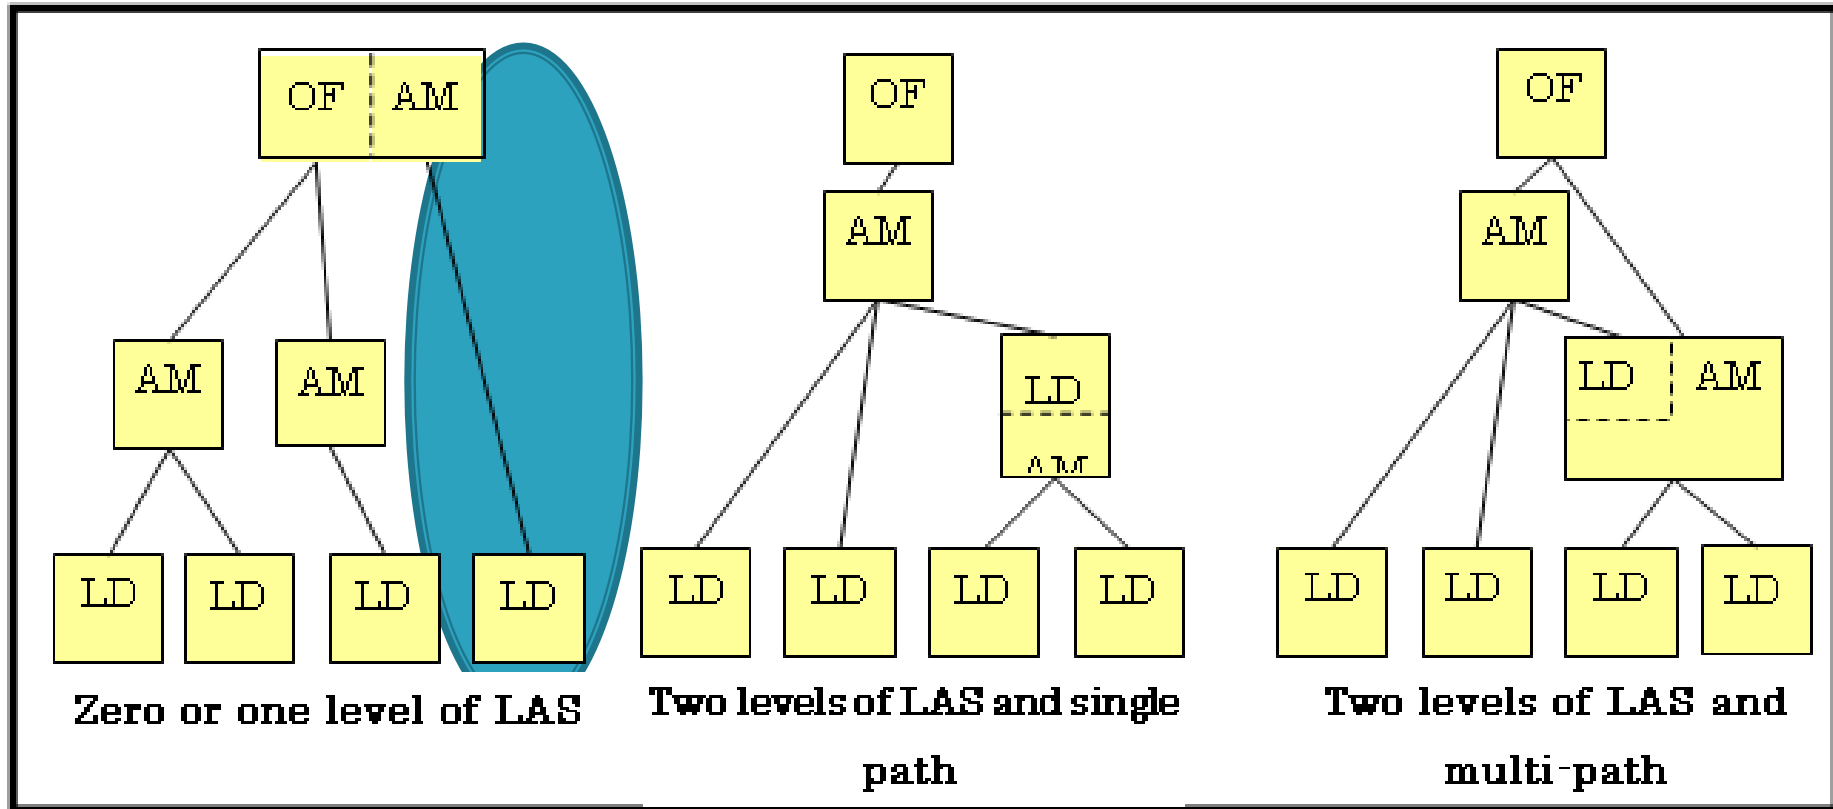 OF AM
AM AM
LD LD LD LD
Zero or one level of LAS
OF
AM
LD
AM
LD LD LD LD
Two levels of LAS and single
path
OF
AM
LD AM
LD LD LD LD
Two levels of LAS and
multi-path